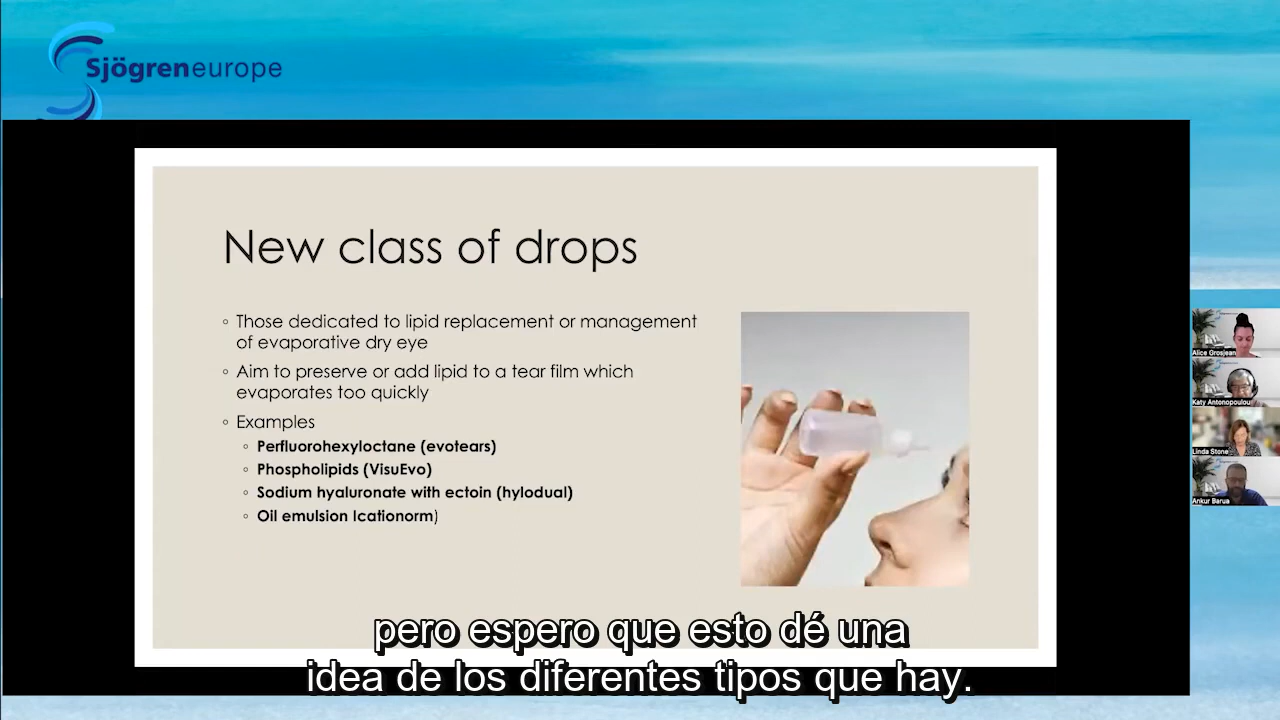 Sjögreneurope
New class of drops
◦ Those dedicated to lipid replacement or management
of evaporative dry eye
◦ Aim to preserve or add lipid to a tear film which
evaporates too quickly
◦ Examples
◦ Perfluorohexyloctane (evotears)
◦ Phospholipids (VisuEvo)
◦ Sodium hyaluronate with ectoin (hylodual)
◦ Oil emulsion Icationorm)
Alice Grosjean
Katy Antonopoulou
Linda Stone
Ankur Barua
pero espero que esto dé una
idea de los diferentes tipos que hay.